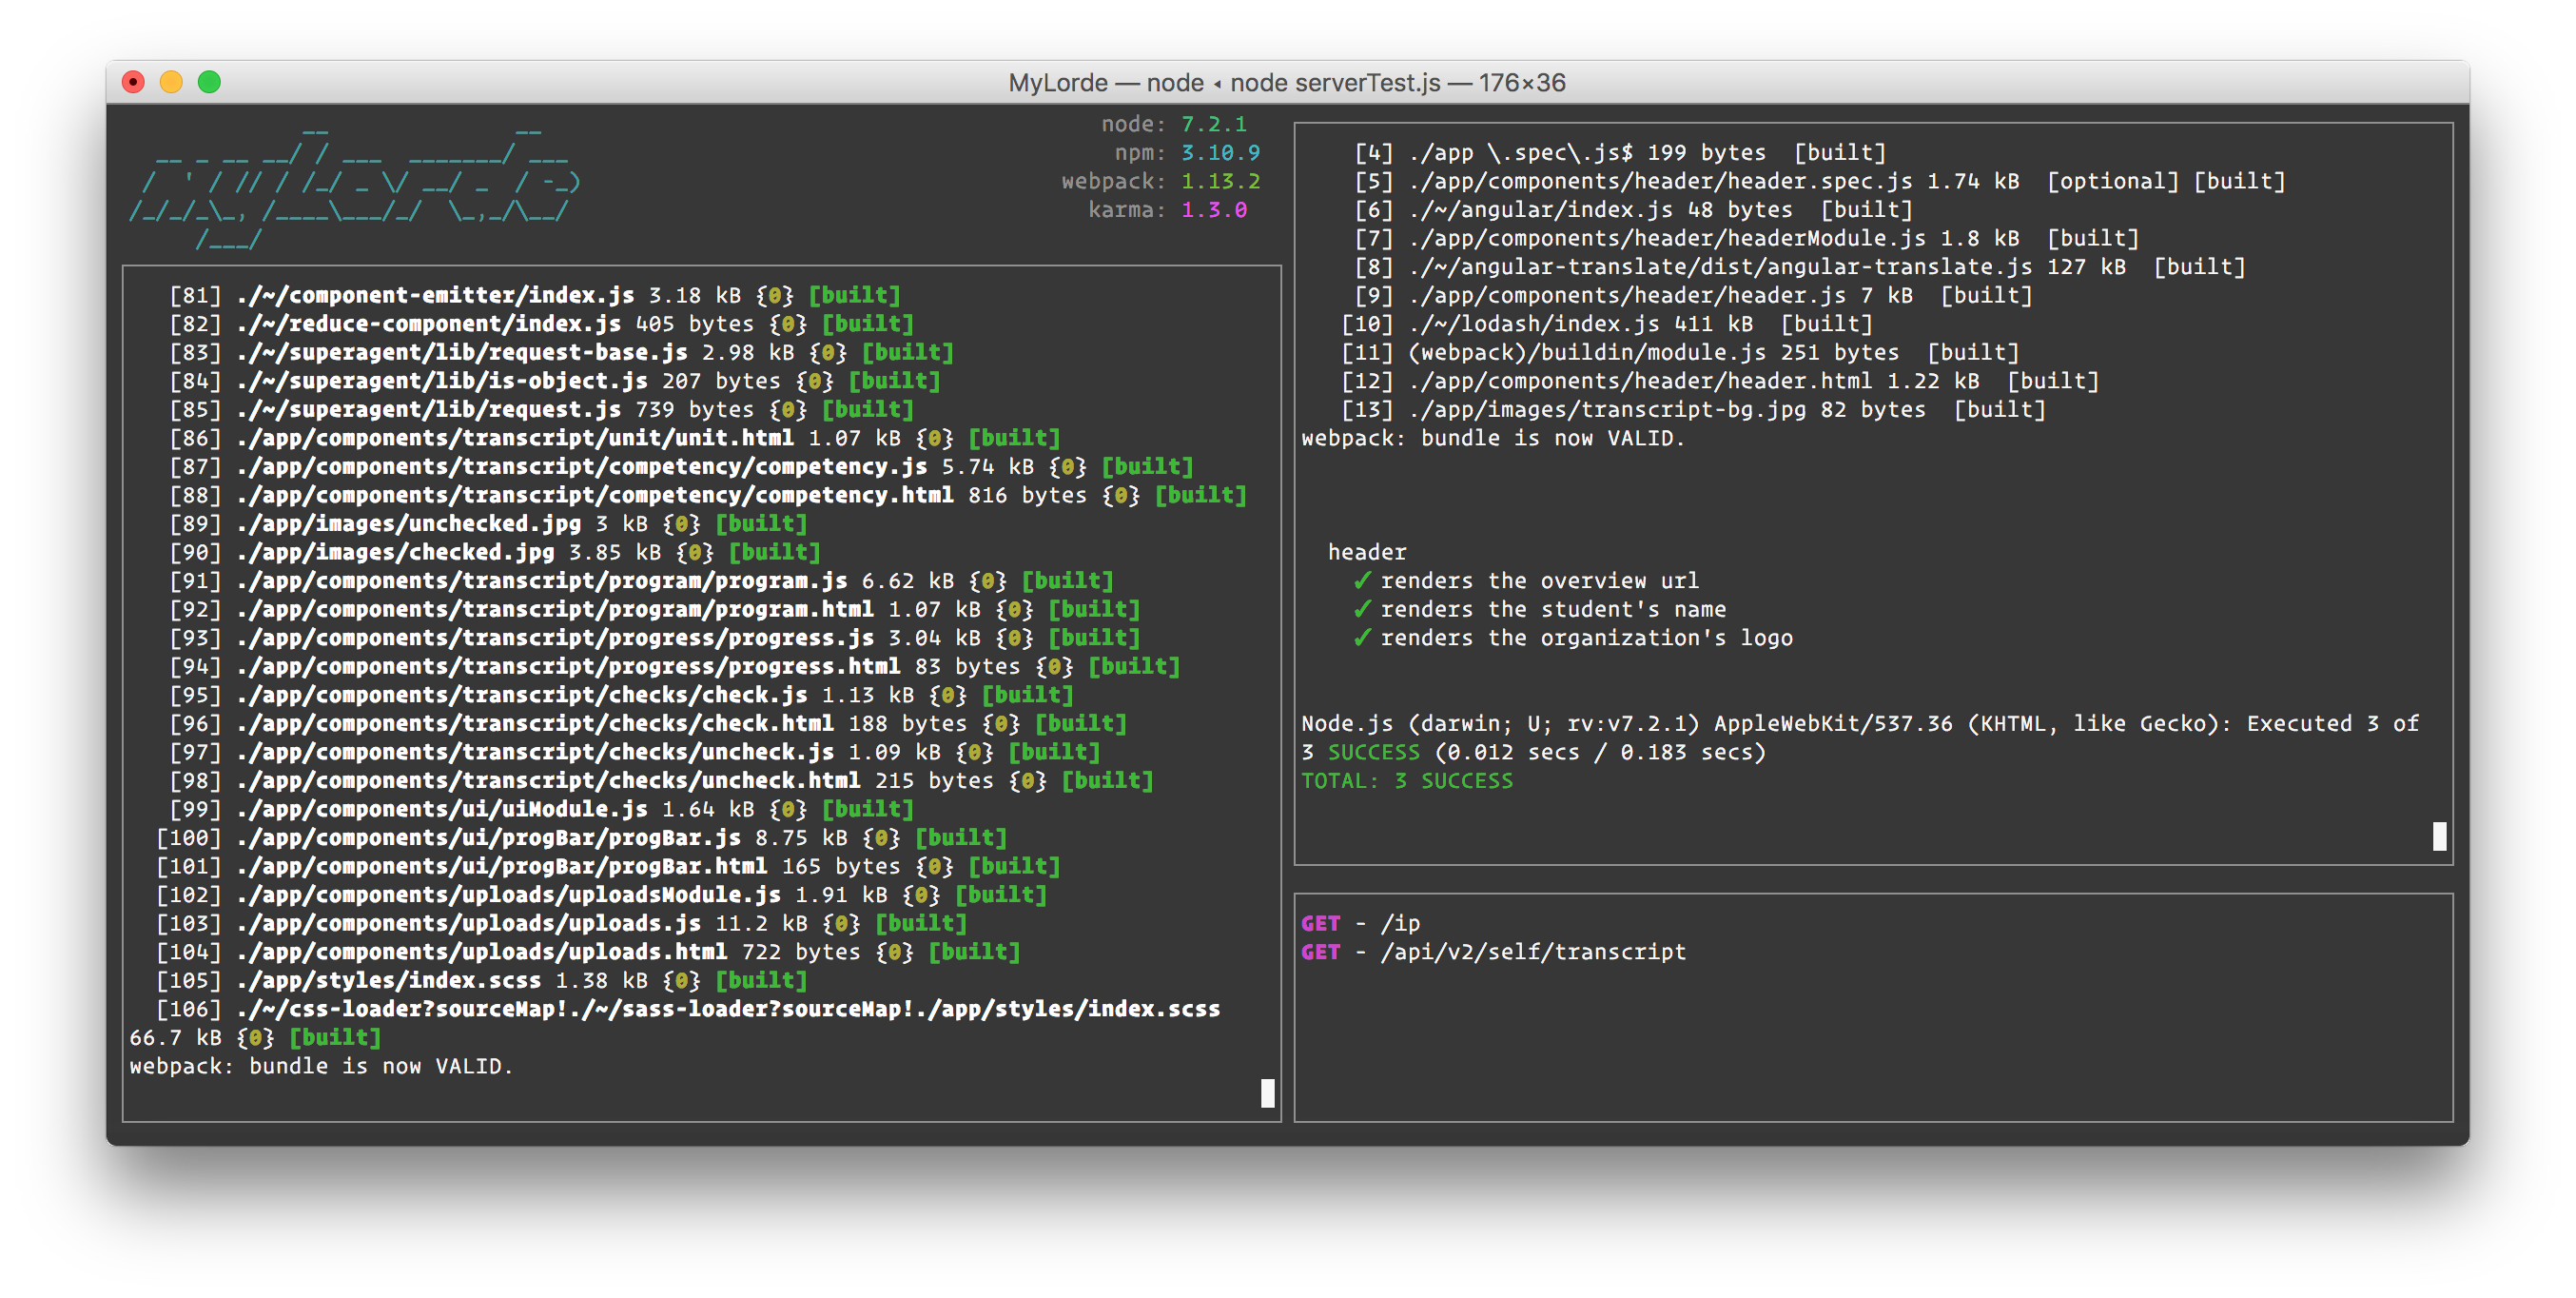 MyLorde — node ◂ node serverTest.js — 176×36
myLorde
node: 7.2.1
npm: 3.10.9
webpack: 1.13.2
karma: 1.3.0
[81] ./~/component-emitter/index.js 3.18 kB {0} [built]
[82] ./~/reduce-component/index.js 405 bytes {0} [built]
[83] ./~/superagent/lib/request-base.js 2.98 kB {0} [built]
[84] ./~/superagent/lib/is-object.js 207 bytes {0} [built]
[85] ./~/superagent/lib/request.js 739 bytes {0} [built]
[86] ./app/components/transcript/unit/unit.html 1.07 kB {0} [built]
[87] ./app/components/transcript/competency/competency.js 5.74 kB {0} [built]
[88] ./app/components/transcript/competency/competency.html 816 bytes {0} [built]
[89] ./app/images/unchecked.jpg 3 kB {0} [built]
[90] ./app/images/checked.jpg 3.85 kB {0} [built]
[91] ./app/components/transcript/program/program.js 6.62 kB {0} [built]
[92] ./app/components/transcript/program/program.html 1.07 kB {0} [built]
[93] ./app/components/transcript/progress/progress.js 3.04 kB {0} [built]
[94] ./app/components/transcript/progress/progress.html 83 bytes {0} [built]
[95] ./app/components/transcript/checks/check.js 1.13 kB {0} [built]
[96] ./app/components/transcript/checks/check.html 188 bytes {0} [built]
[97] ./app/components/transcript/checks/uncheck.js 1.09 kB {0} [built]
[98] ./app/components/transcript/checks/uncheck.html 215 bytes {0} [built]
[99] ./app/components/ui/uiModule.js 1.64 kB {0} [built]
[100] ./app/components/ui/progBar/progBar.js 8.75 kB {0} [built]
[101] ./app/components/ui/progBar/progBar.html 165 bytes {0} [built]
[102] ./app/components/uploads/uploadsModule.js 1.91 kB {0} [built]
[103] ./app/components/uploads/uploads.js 11.2 kB {0} [built]
[104] ./app/components/uploads/uploads.html 722 bytes {0} [built]
[105] ./app/styles/index.scss 1.38 kB {0} [built]
[106] ./~/css-loader?sourceMap!./~/sass-loader?sourceMap!./app/styles/index.scss
66.7 kB {0} [built]
webpack: bundle is now VALID.
[4] ./app \.spec\.js$ 199 bytes [built]
[5] ./app/components/header/header.spec.js 1.74 kB [optional] [built]
[6] ./~/angular/index.js 48 bytes [built]
[7] ./app/components/header/headerModule.js 1.8 kB [built]
[8] ./~/angular-translate/dist/angular-translate.js 127 kB [built]
[9] ./app/components/header/header.js 7 kB [built]
[10] ./~/lodash/index.js 411 kB [built]
[11] (webpack)/buildin/module.js 251 bytes [built]
[12] ./app/components/header/header.html 1.22 kB [built]
[13] ./app/images/transcript-bg.jpg 82 bytes [built]
webpack: bundle is now VALID.
header
✓ renders the overview url
✓ renders the student's name
✓ renders the organization's logo
Node.js (darwin; U; rv:v7.2.1) AppleWebKit/537.36 (KHTML, like Gecko): Executed 3 of
3 SUCCESS (0.012 secs / 0.183 secs)
TOTAL: 3 SUCCESS
GET - /ip
GET - /api/v2/self/transcript